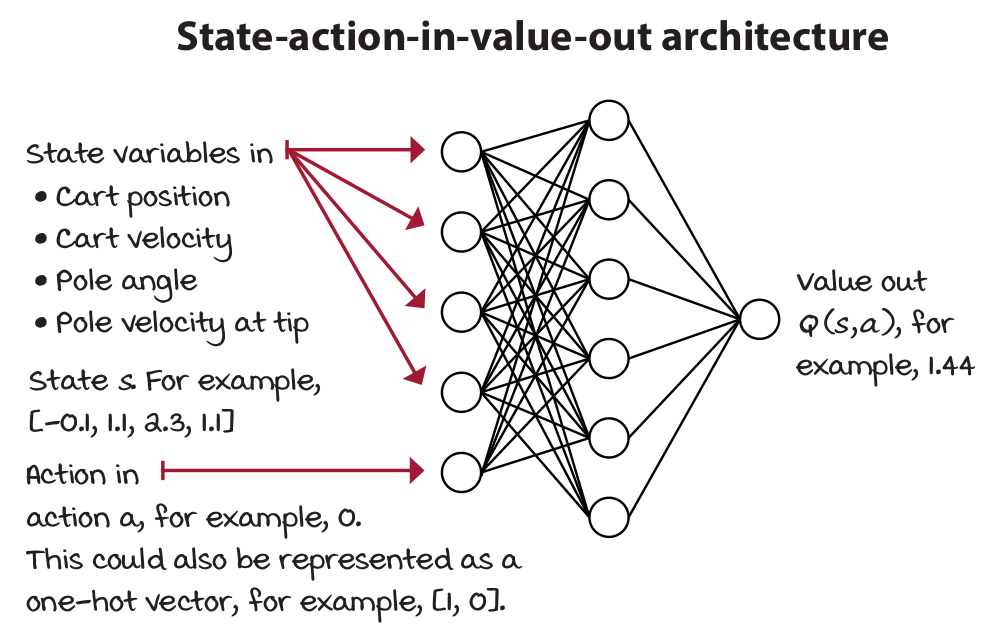 State-action-in-value-out architecture
State variables in
• Cart position
• Cart velocity
• Pole angle
• Pole velocity at tip
State s. For example,
[-0.1, 1.1, 2.3, 1.1]
Action in
action a, for example, 0.
This could also be represented as a
one-hot vector, for example, [1, 0].
Value out
Q(s,a), for
example, 1.44